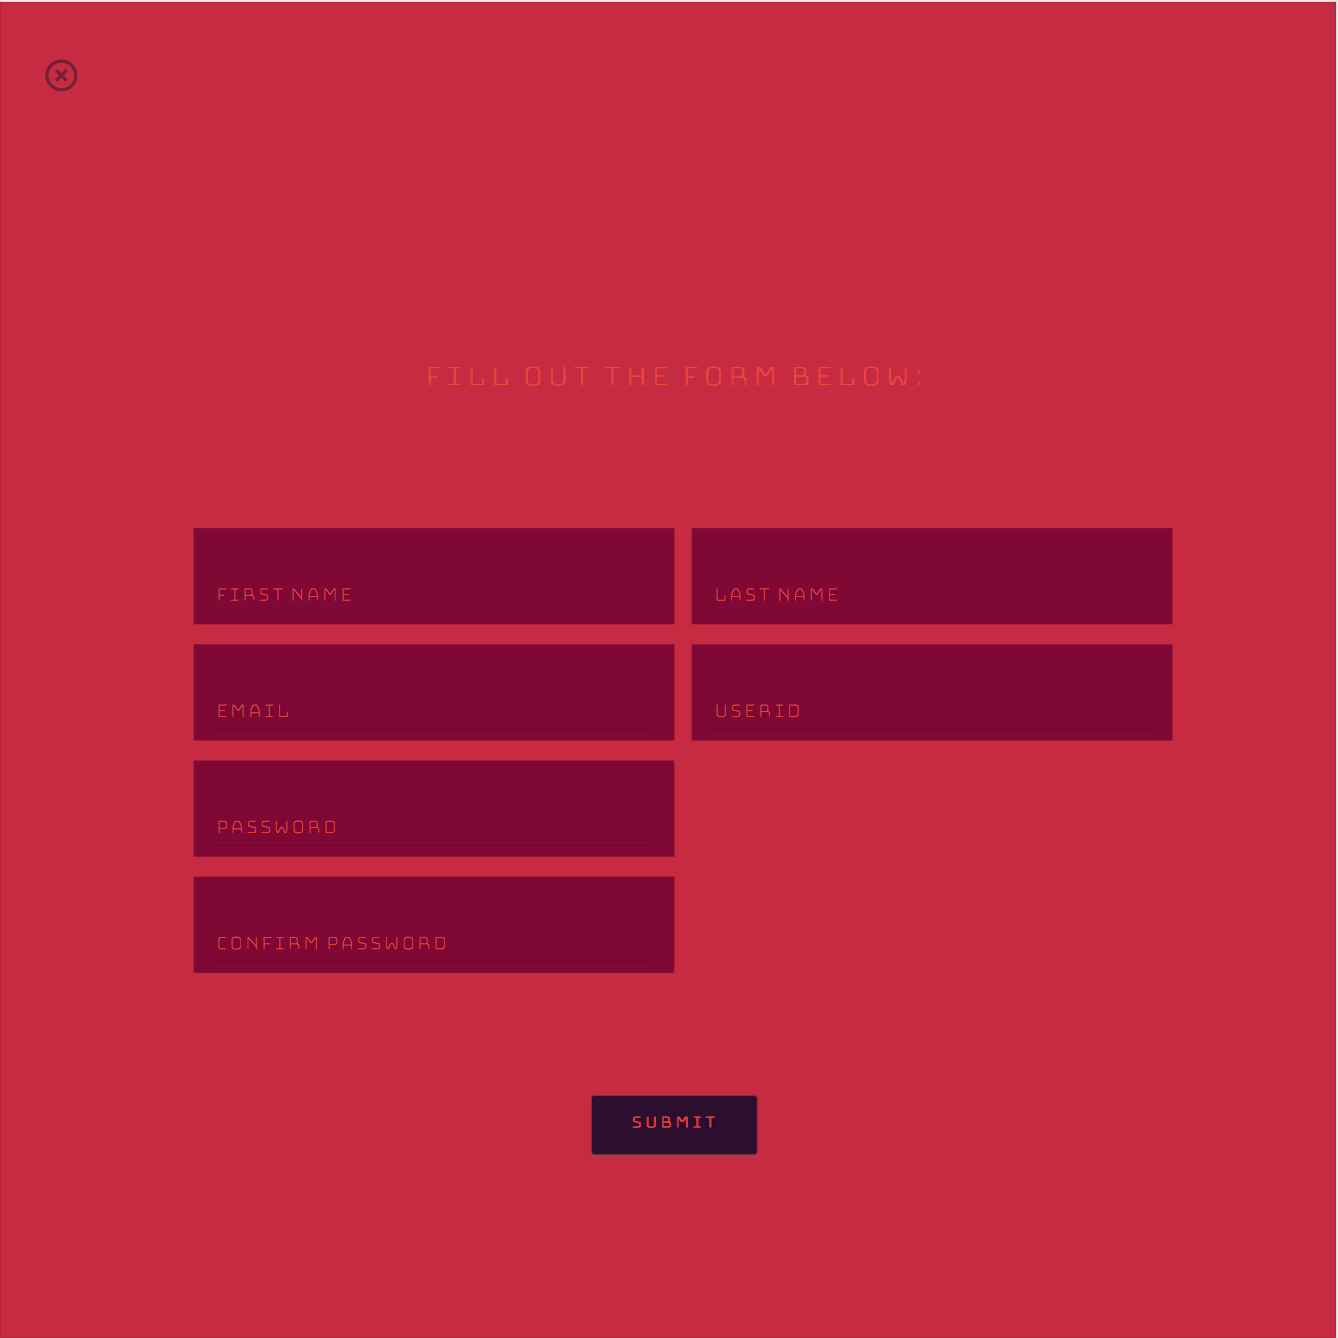 FILL OUT THE FORM BELOW:
FIRST NAME
LAST NAME
EMAIL
USERID
PASSWORD
CONFIRM PASSWORD
SUBMIT